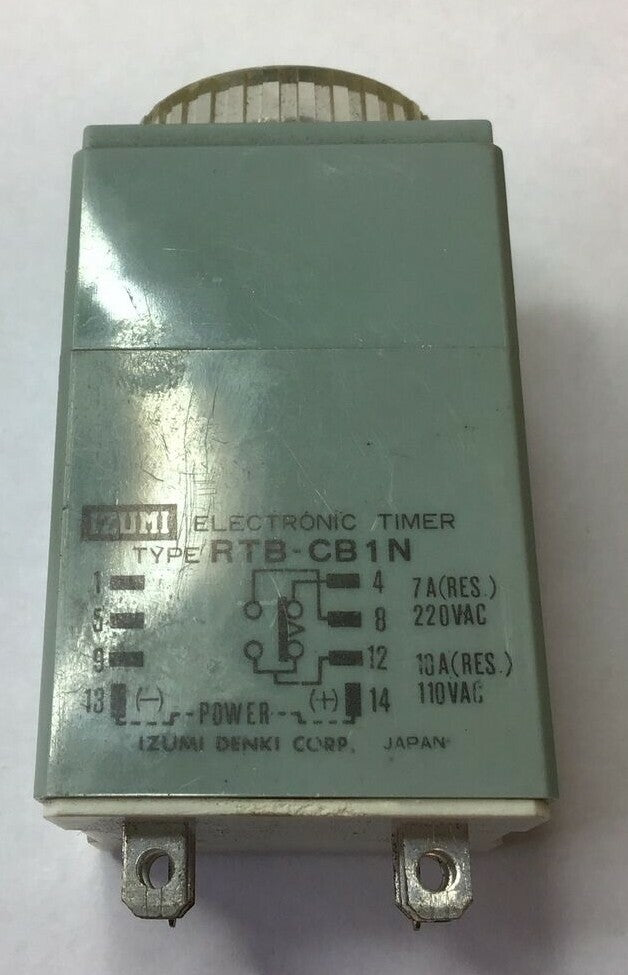 IZUMI ELECTRONIC TIMER
TYPE RTB-CB1N
1 4 7A(RES.)
5 8 220VAC
9 12 10A(RES.)
13 (−) POWER (+) 14 110VAC
IZUMI DENKI CORP. JAPAN